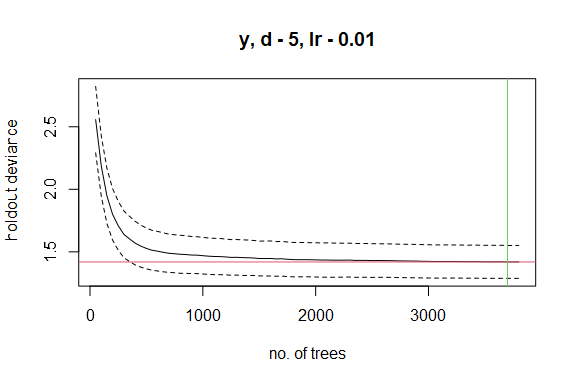 y, d - 5, lr - 0.01
holdout deviance
2.5
2.0
1.5
0
1000
2000
3000
no. of trees